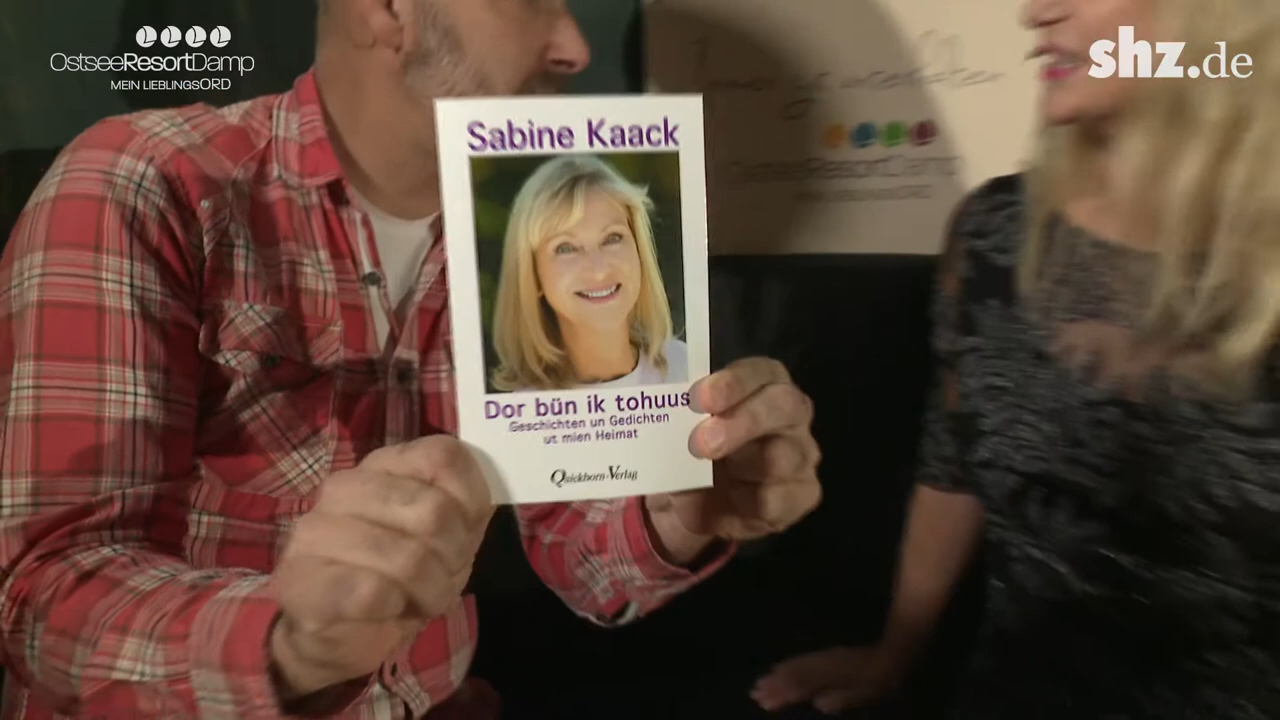 OstseeResortDamp
MEIN LIEBLINGSORD
shz.de
Sabine Kaack
Dor bün ik tohuus
Geschichten un Gedichten
ut mien Heimat
Quickborn-Verlag
OstseeResortDamp